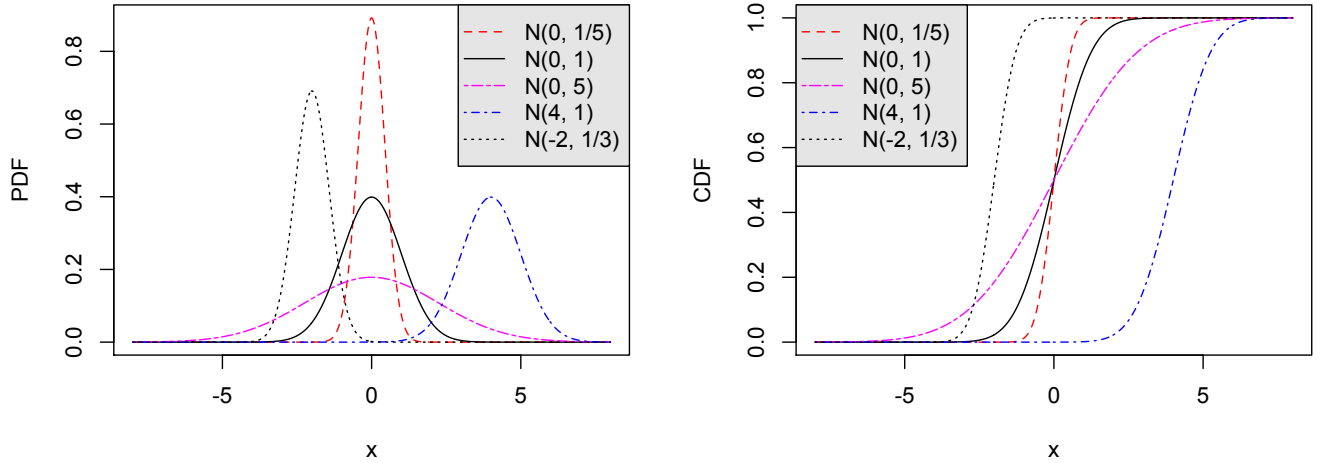 PDF
0.0 0.2 0.4 0.6 0.8
-5 0 5
x
N(0, 1/5)
N(0, 1)
N(0, 5)
N(4, 1)
N(-2, 1/3)
CDF
0.0 0.2 0.4 0.6 0.8 1.0
-5 0 5
x
N(0, 1/5)
N(0, 1)
N(0, 5)
N(4, 1)
N(-2, 1/3)